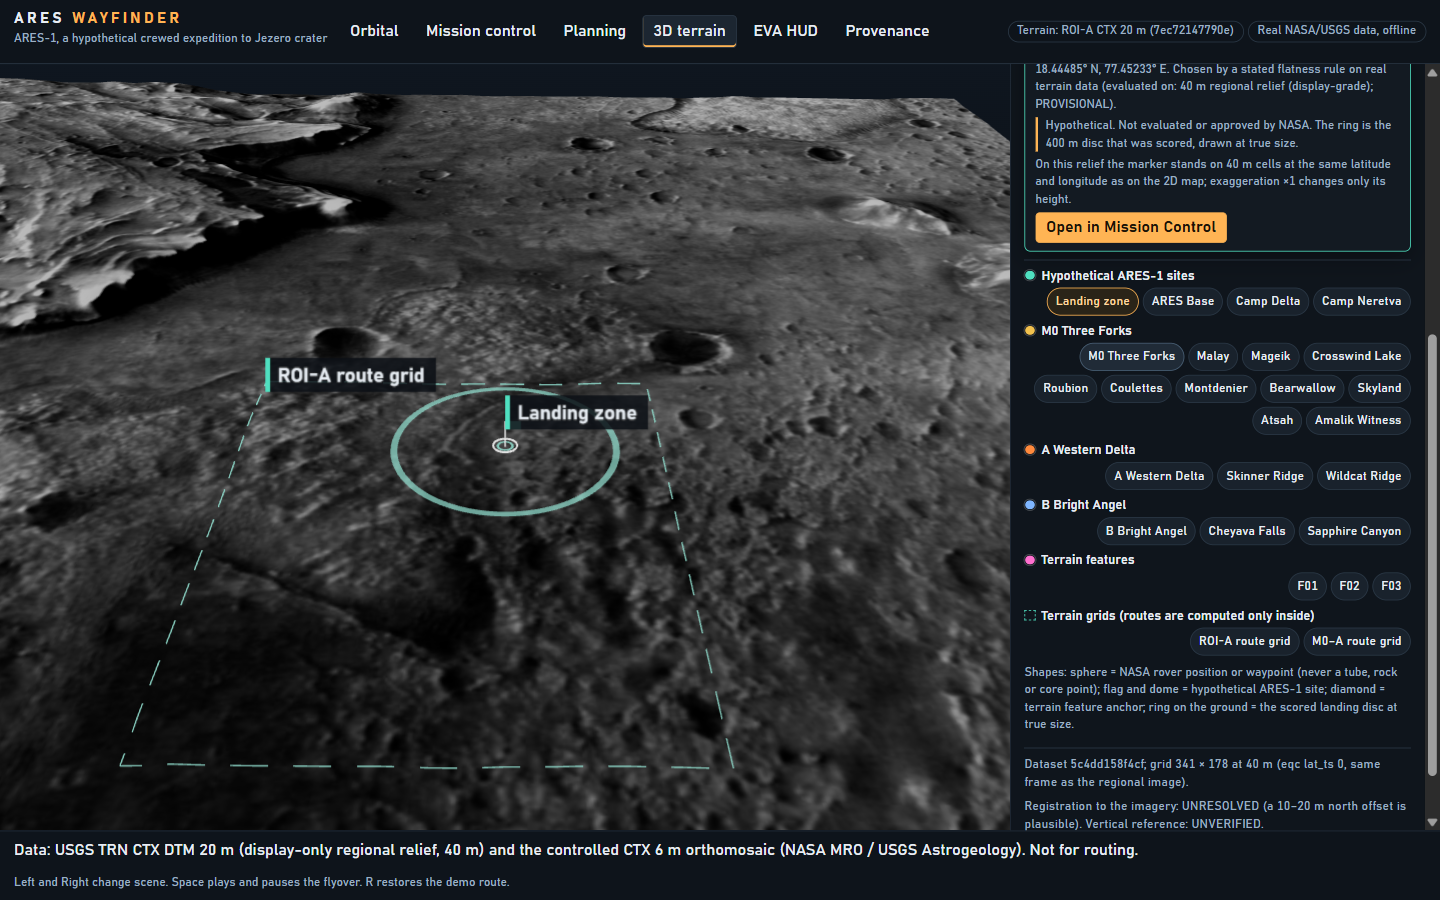 ARES WAYFINDER
ARES-1, a hypothetical crewed expedition to Jezero crater
Orbital
Mission control
Planning
3D terrain
EVA HUD
Provenance
Terrain: ROI-A CTX 20 m (7ec72147790e)
Real NASA/USGS data, offline
ROI-A route grid
Landing zone
18.44485° N, 77.45233° E. Chosen by a stated flatness rule on real
terrain data (evaluated on: 40 m regional relief (display-grade);
PROVISIONAL).
Hypothetical. Not evaluated or approved by NASA. The ring is the
400 m disc that was scored, drawn at true size.
On this relief the marker stands on 40 m cells at the same latitude
and longitude as on the 2D map; exaggeration ×1 changes only its
height.
Open in Mission Control
Hypothetical ARES-1 sites
Landing zone
ARES Base
Camp Delta
Camp Neretva
M0 Three Forks
M0 Three Forks
Malay
Mageik
Crosswind Lake
Roubion
Coulettes
Montdenier
Bearwallow
Skyland
Atsah
Amalik Witness
A Western Delta
A Western Delta
Skinner Ridge
Wildcat Ridge
B Bright Angel
B Bright Angel
Cheyava Falls
Sapphire Canyon
Terrain features
F01
F02
F03
Terrain grids (routes are computed only inside)
ROI-A route grid
M0-A route grid
Shapes: sphere = NASA rover position or waypoint (never a tube, rock
or core point); flag and dome = hypothetical ARES-1 site; diamond =
terrain feature anchor; ring on the ground = the scored landing disc at
true size.
Dataset 5c4dd158f4cf; grid 341 × 178 at 40 m (eqc lat_ts 0, same
frame as the regional image).
Registration to the imagery: UNRESOLVED (a 10–20 m north offset is
plausible). Vertical reference: UNVERIFIED.
Data: USGS TRN CTX DTM 20 m (display-only regional relief, 40 m) and the controlled CTX 6 m orthomosaic (NASA MRO / USGS Astrogeology). Not for routing.
Left and Right change scene. Space plays and pauses the flyover. R restores the demo route.